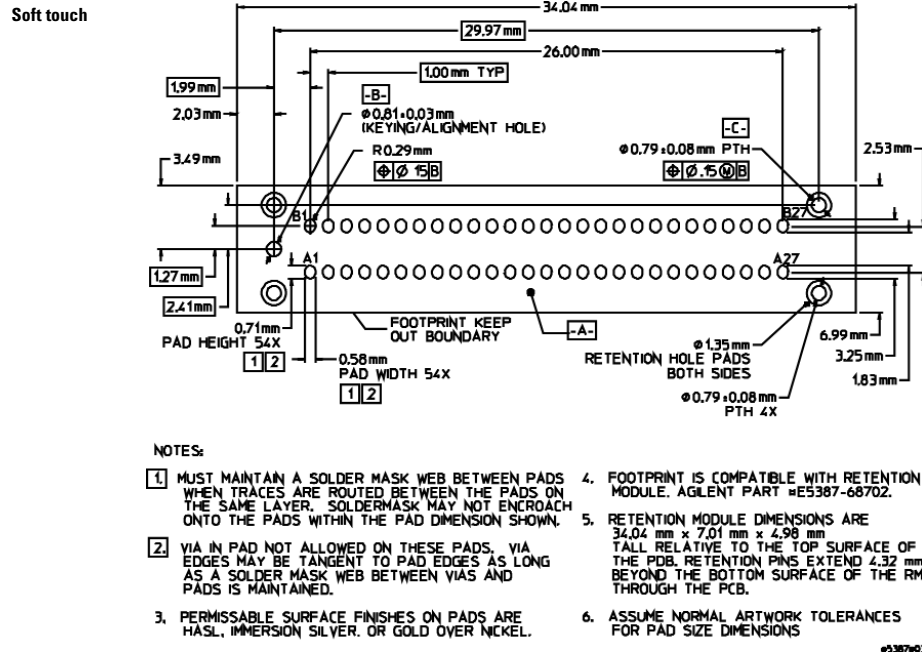 Soft touch
34.04 mm
29.97 mm
26.00 mm
1.00 mm TYP
1.99 mm
-B-
2.03 mm
ø 0.81±0.03 mm
(KEYING/ALIGNMENT HOLE)
-C-
R 0.29 mm
ø 0.79 ±0.08 mm PTH
2.53 mm
3.49 mm
⌖ ø 15 B
⌖ ø .15 Ⓜ B
B1
B27
A1
A27
1.27 mm
2.41 mm
0.71 mm
PAD HEIGHT 54X
1 2
FOOTPRINT KEEP
OUT BOUNDARY
-A-
0.58 mm
PAD WIDTH 54X
1 2
ø 1.35 mm
RETENTION HOLE PADS
BOTH SIDES
6.99 mm
3.25 mm
1.83 mm
ø 0.79 ±0.08 mm
PTH 4X
NOTES:
1. MUST MAINTAIN A SOLDER MASK WEB BETWEEN PADS
WHEN TRACES ARE ROUTED BETWEEN THE PADS ON
THE SAME LAYER. SOLDERMASK MAY NOT ENCROACH
ONTO THE PADS WITHIN THE PAD DIMENSION SHOWN.
2. VIA IN PAD NOT ALLOWED ON THESE PADS. VIA
EDGES MAY BE TANGENT TO PAD EDGES AS LONG
AS A SOLDER MASK WEB BETWEEN VIAS AND
PADS IS MAINTAINED.
3. PERMISSABLE SURFACE FINISHES ON PADS ARE
HASL, IMMERSION SILVER. OR GOLD OVER NICKEL.
4. FOOTPRINT IS COMPATIBLE WITH RETENTION
MODULE. AGILENT PART #E5387-68702.
5. RETENTION MODULE DIMENSIONS ARE
34.04 mm x 7.01 mm x 4.98 mm
TALL RELATIVE TO THE TOP SURFACE OF
THE PDB. RETENTION PINS EXTEND 4.32 mm
BEYOND THE BOTTOM SURFACE OF THE RM
THROUGH THE PCB.
6. ASSUME NORMAL ARTWORK TOLERANCES
FOR PAD SIZE DIMENSIONS